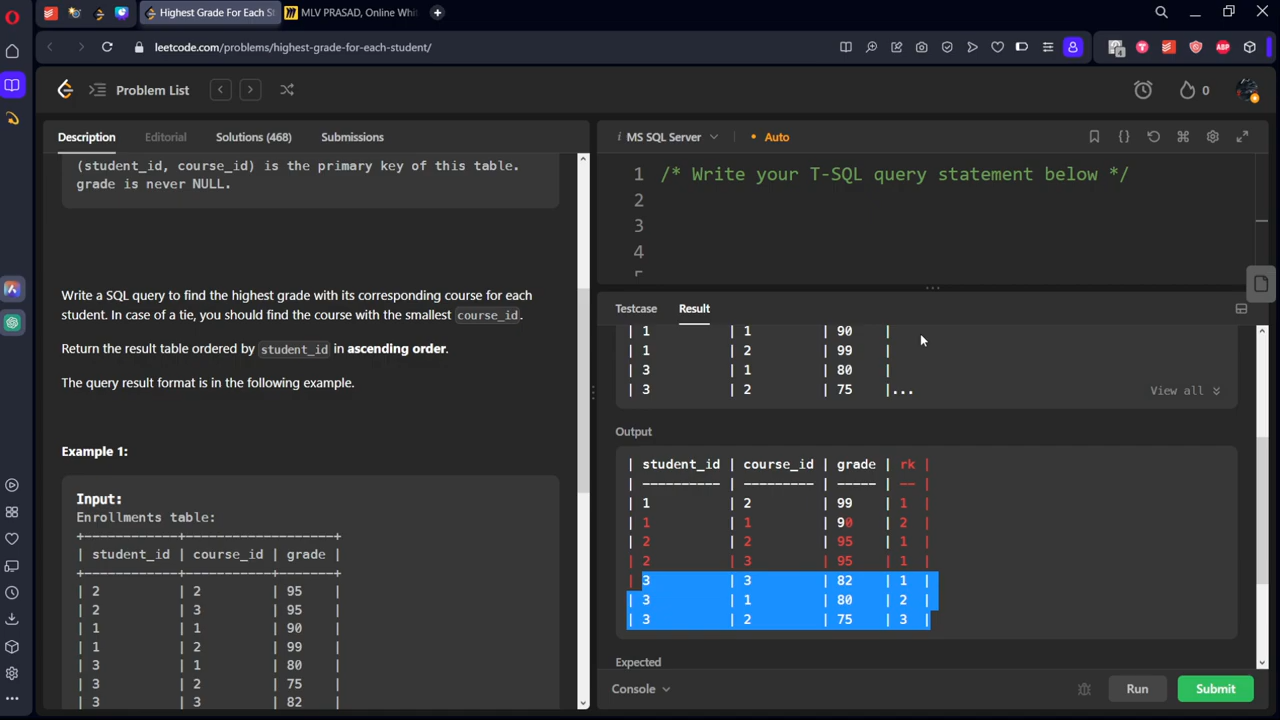 Highest Grade For Each St
MLV PRASAD, Online Whit
leetcode.com/problems/highest-grade-for-each-student/
4
ABP
Problem List
0
Description
Editorial
Solutions (468)
Submissions
(student_id, course_id) is the primary key of this table.
grade is never NULL.
Write a SQL query to find the highest grade with its corresponding course for each
student. In case of a tie, you should find the course with the smallest course_id.
Return the result table ordered by student_id in ascending order.
The query result format is in the following example.
Example 1:
Input:
Enrollments table:
+------------+-------------------+
| student_id | course_id | grade |
+------------+-----------+-------+
| 2 | 2 | 95 |
| 2 | 3 | 95 |
| 1 | 1 | 90 |
| 1 | 2 | 99 |
| 3 | 1 | 80 |
| 3 | 2 | 75 |
| 3 | 3 | 82 |
i MS SQL Server
• Auto
{}
1 /* Write your T-SQL query statement below */
2
3
4
Testcase
Result
| 1 | 1 | 90 |
| 1 | 2 | 99 |
| 3 | 1 | 80 |
| 3 | 2 | 75 |...
View all
Output
| student_id | course_id | grade | rk |
| ---------- | --------- | ----- | -- |
| 1 | 2 | 99 | 1 |
| 1 | 1 | 90 | 2 |
| 2 | 2 | 95 | 1 |
| 2 | 3 | 95 | 1 |
| 3 | 3 | 82 | 1 |
| 3 | 1 | 80 | 2 |
| 3 | 2 | 75 | 3 |
Expected
Console
Run
Submit